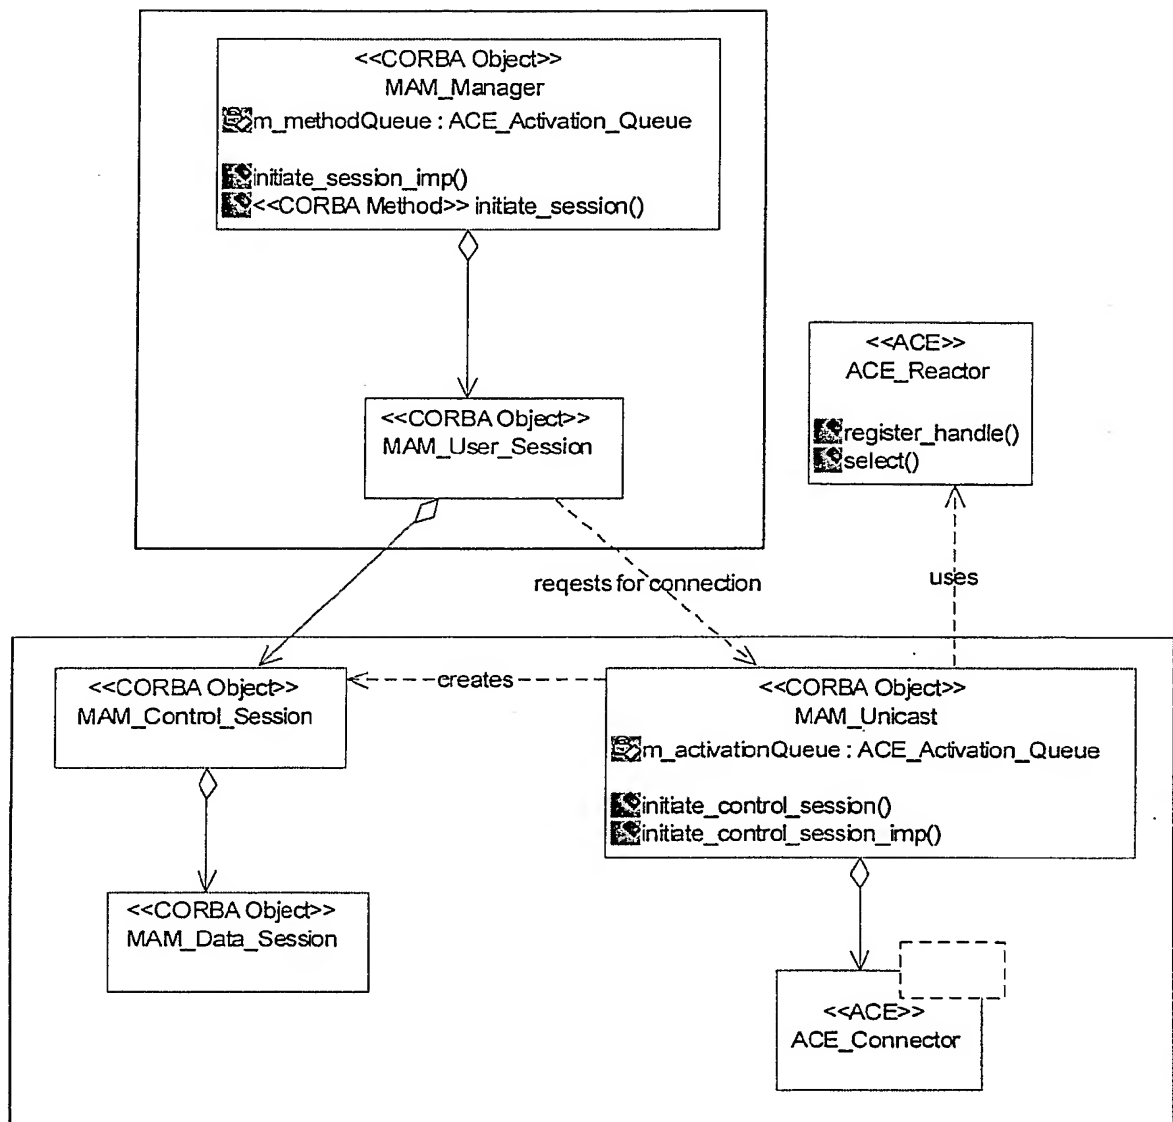 <<CORBA Object>>
MAM_Manager
m_methodQueue : ACE_Activation_Queue
initiate_session_imp()
<<CORBA Method>> initiate_session()
<<ACE>>
ACE_Reactor
register_handle()
select()
<<CORBA Object>>
MAM_User_Session
reqests for connection
uses
<<CORBA Object>>
MAM_Control_Session
creates
<<CORBA Object>>
MAM_Unicast
m_activationQueue : ACE_Activation_Queue
initiate_control_session()
initiate_control_session_imp()
<<CORBA Object>>
MAM_Data_Session
<<ACE>>
ACE_Connector